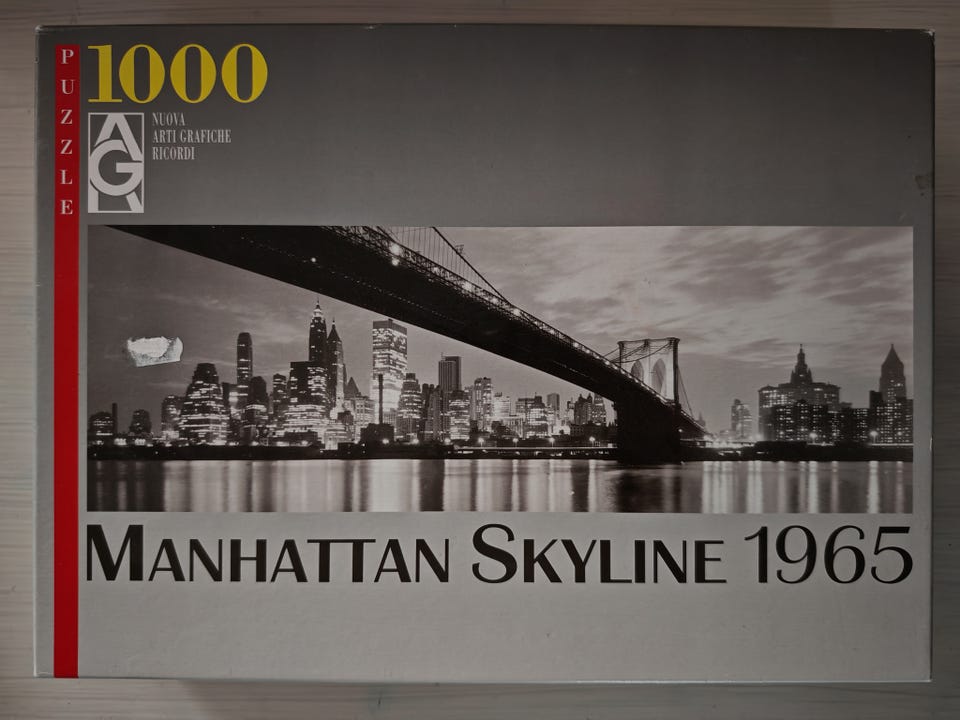 PUZZLE
1000
AGR
NUOVA
ARTI GRAFICHE
RICORDI
MANHATTAN SKYLINE 1965